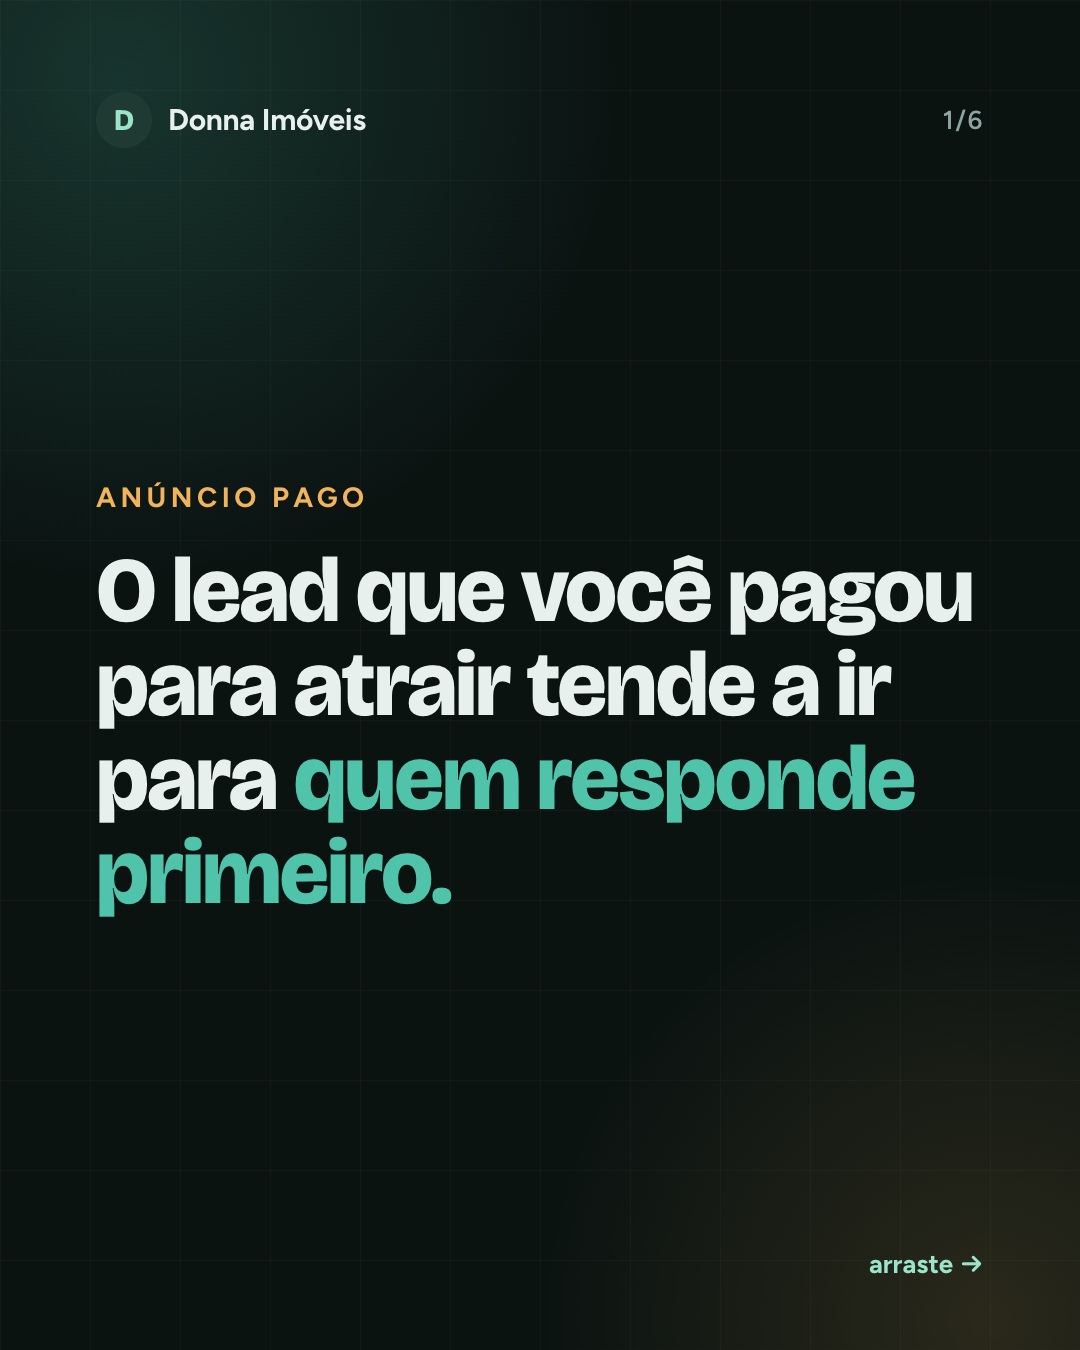 D Donna Imóveis
1/6
ANÚNCIO PAGO
O lead que você pagou
para atrair tende a ir
para quem responde
primeiro.
arraste →